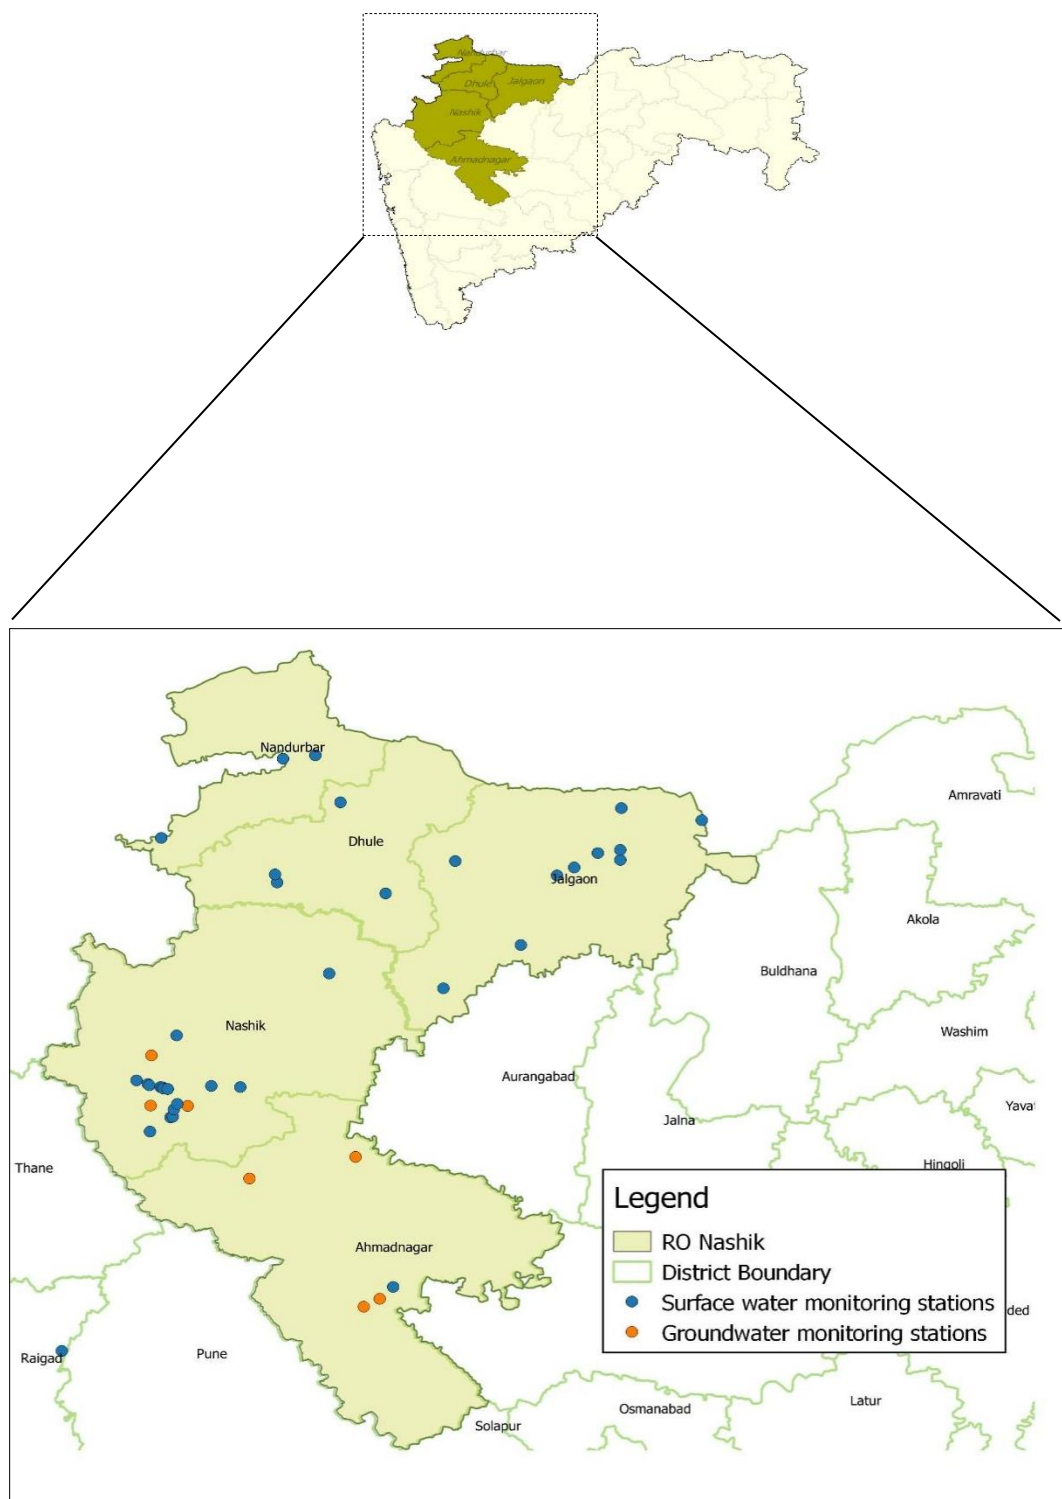 Nandurbar
Dhule
Jalgaon
Nashik
Ahmadnagar
Nandurbar
Amravati
Dhule
Jalgaon
Akola
Buldhana
Nashik
Washim
Aurangabad
Yava
Jalna
Thane
Hingoli
Legend
RO Nashik
Ahmadnagar
District Boundary
Surface water monitoring stations
ded
Groundwater monitoring stations
Raigad
Pune
Latur
Osmanabad
Solapur